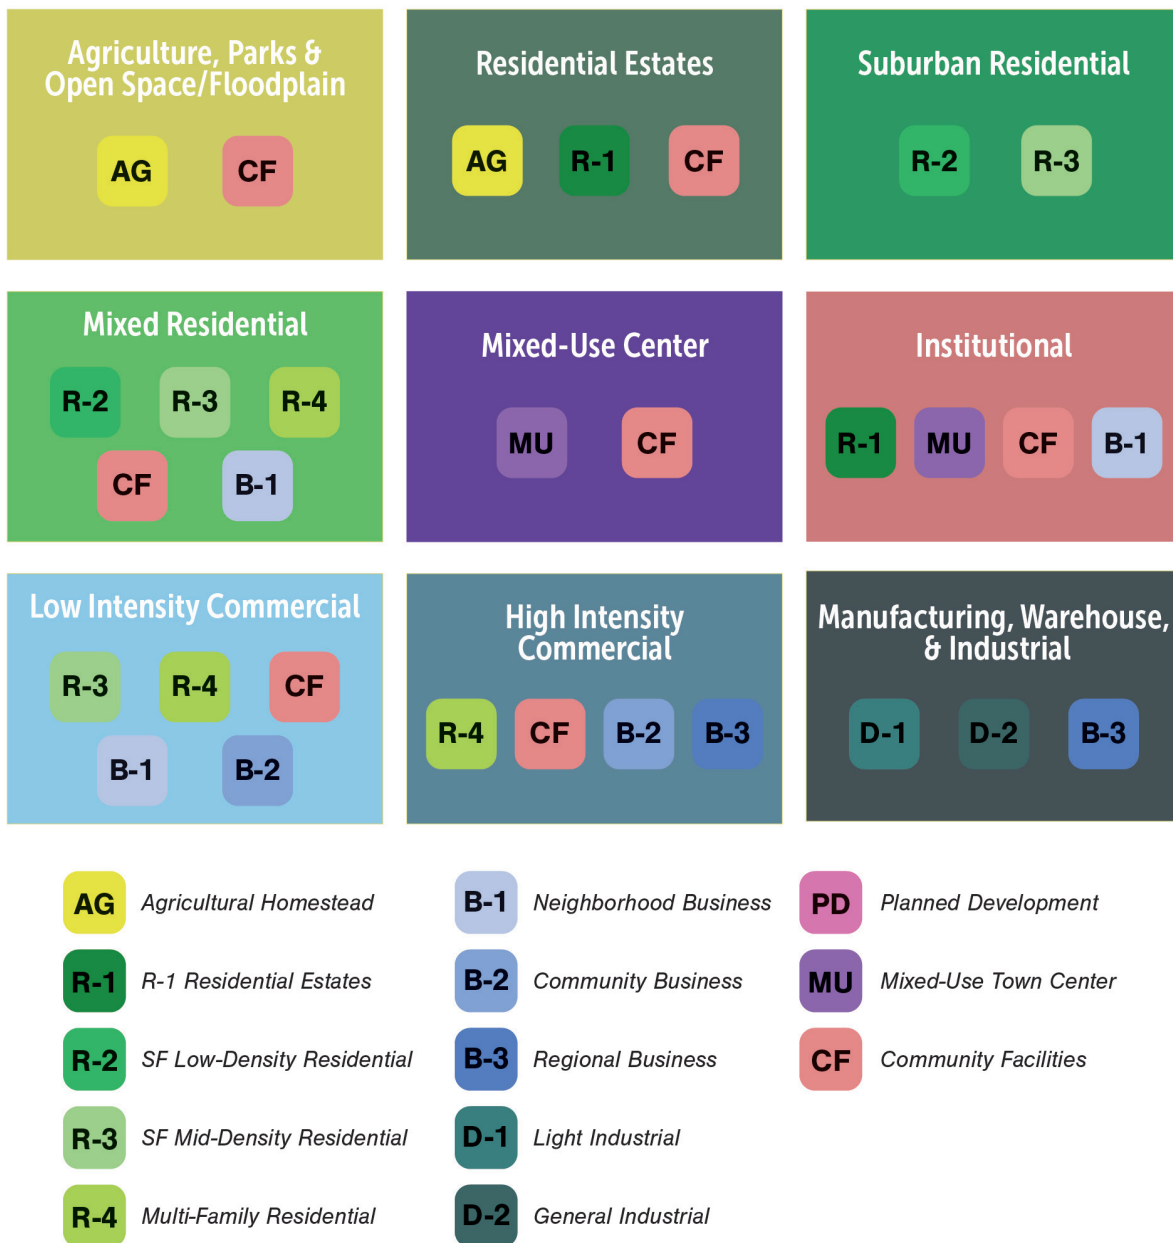 Agriculture, Parks &
Open Space/Floodplain
AG CF
Residential Estates
AG R-1 CF
Suburban Residential
R-2 R-3
Mixed Residential
R-2 R-3 R-4
CF B-1
Mixed-Use Center
MU CF
Institutional
R-1 MU CF B-1
Low Intensity Commercial
R-3 R-4 CF
B-1 B-2
High Intensity
Commercial
R-4 CF B-2 B-3
Manufacturing, Warehouse,
& Industrial
D-1 D-2 B-3
AG Agricultural Homestead
R-1 R-1 Residential Estates
R-2 SF Low-Density Residential
R-3 SF Mid-Density Residential
R-4 Multi-Family Residential
B-1 Neighborhood Business
B-2 Community Business
B-3 Regional Business
D-1 Light Industrial
D-2 General Industrial
PD Planned Development
MU Mixed-Use Town Center
CF Community Facilities